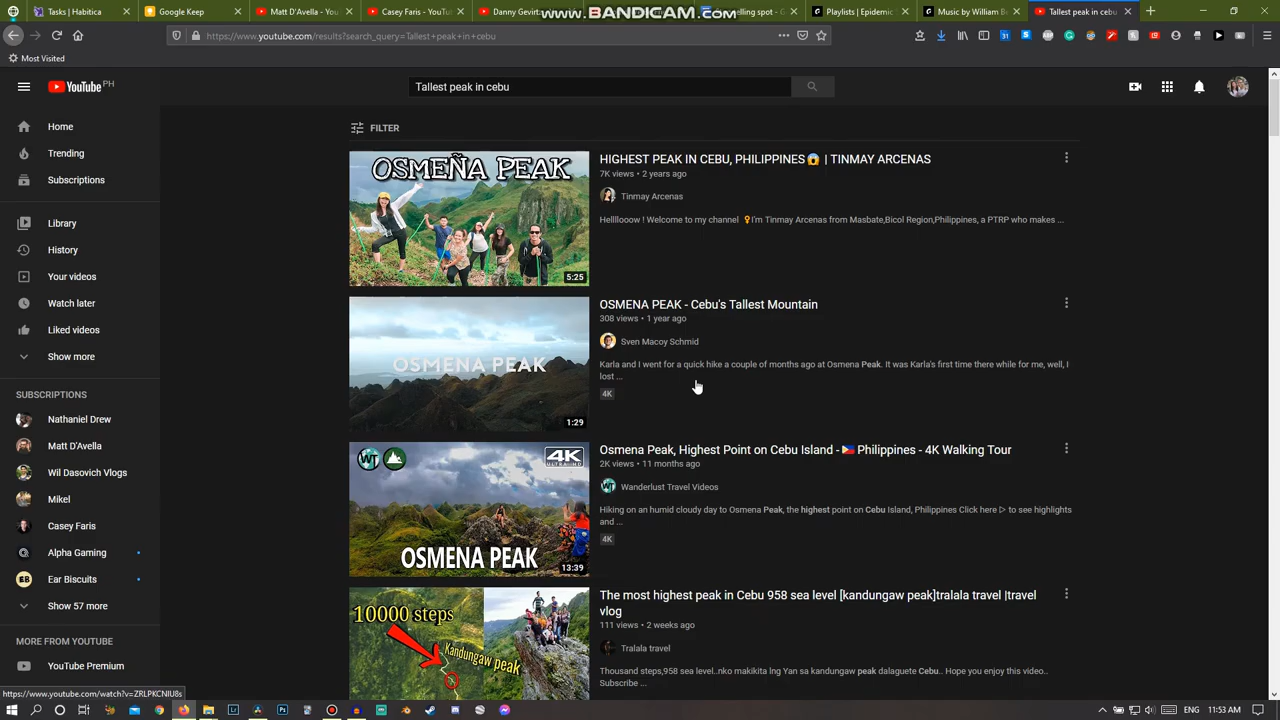 Tasks | Habitica
Google Keep
Matt D'Avella - YouTube
Casey Faris - YouTube
Danny Gevirt
www.BANDICAM.com
elling spot - G
Playlists | Epidemic
Music by William B
Tallest peak in cebu
https://www.youtube.com/results?search_query=Tallest+peak+in+cebu
Most Visited
YouTube PH
Tallest peak in cebu
Home
Trending
Subscriptions
Library
History
Your videos
Watch later
Liked videos
Show more
SUBSCRIPTIONS
Nathaniel Drew
Matt D'Avella
Wil Dasovich Vlogs
Mikel
Casey Faris
Alpha Gaming
EB
Ear Biscuits
Show 57 more
MORE FROM YOUTUBE
YouTube Premium
FILTER
OSMEÑA PEAK
5:25
HIGHEST PEAK IN CEBU, PHILIPPINES😱 | TINMAY ARCENAS
7K views • 2 years ago
Tinmay Arcenas
Hellloooow ! Welcome to my channel ‍ I'm Tinmay Arcenas from Masbate,Bicol Region,Philippines, a PTRP who makes ...
OSMENA PEAK
1:29
OSMENA PEAK - Cebu's Tallest Mountain
308 views • 1 year ago
Sven Macoy Schmid
Karla and I went for a quick hike a couple of months ago at Osmena Peak. It was Karla's first time there while for me, well, I
lost ...
4K
WT
4K
ULTRA HD
OSMENA PEAK
13:39
Osmena Peak, Highest Point on Cebu Island - 🇵🇭 Philippines - 4K Walking Tour
2K views • 11 months ago
WT
Wanderlust Travel Videos
Hiking on an humid cloudy day to Osmena Peak, the highest point on Cebu Island, Philippines Click here ▷ to see highlights
and ...
4K
10000 steps
Kandungaw peak
The most highest peak in Cebu 958 sea level [kandungaw peak]tralala travel |travel
vlog
111 views • 2 weeks ago
Tralala travel
Thousand steps,958 sea level..nko makikita lng Yan sa kandungaw peak dalaguete Cebu.. Hope you enjoy this video..
Subscribe ...
https://www.youtube.com/watch?v=ZRLPKCNIU8s
ENG
11:53 AM